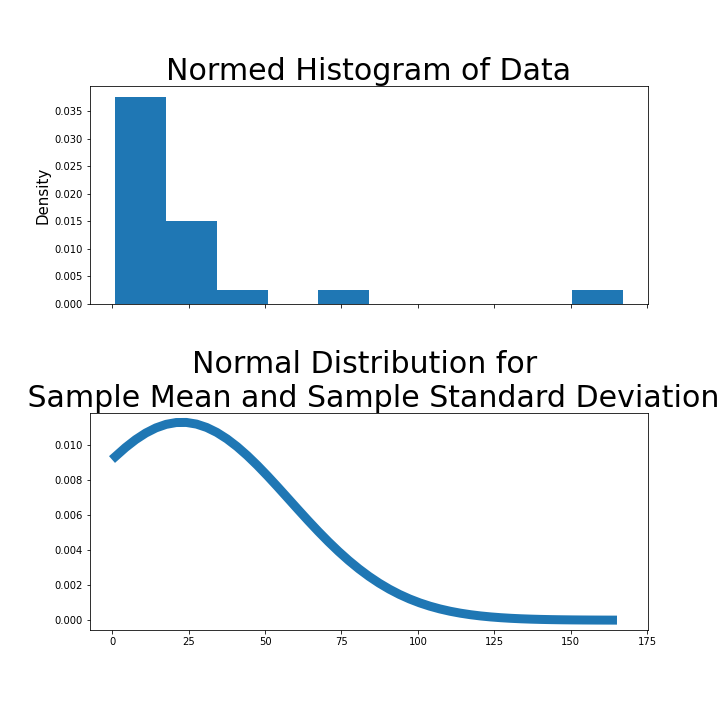 Normed Histogram of Data
Density
0.035
0.030
0.025
0.020
0.015
0.010
0.005
0.000
Normal Distribution for
Sample Mean and Sample Standard Deviation
0.010
0.008
0.006
0.004
0.002
0.000
0 25 50 75 100 125 150 175